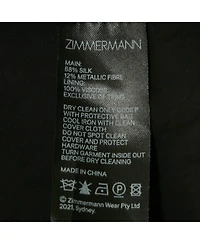 ZIMMERMANN
MAIN:
88% SILK
12% METALLIC FIBRE
LINING:
100% VISCOSE
EXCLUSIVE OF TRIMS
DRY CLEAN ONLY CODE P
WITH PROTECTIVE BAG
COOL IRON WITH CLEAN
COVER CLOTH
DO NOT SPOT CLEAN
COVER AND PROTECT
HARDWARE
TURN GARMENT INSIDE OUT
BEFORE DRY CLEANING
MADE IN CHINA
© Zimmermann Wear Pty Ltd
2021, Sydney.